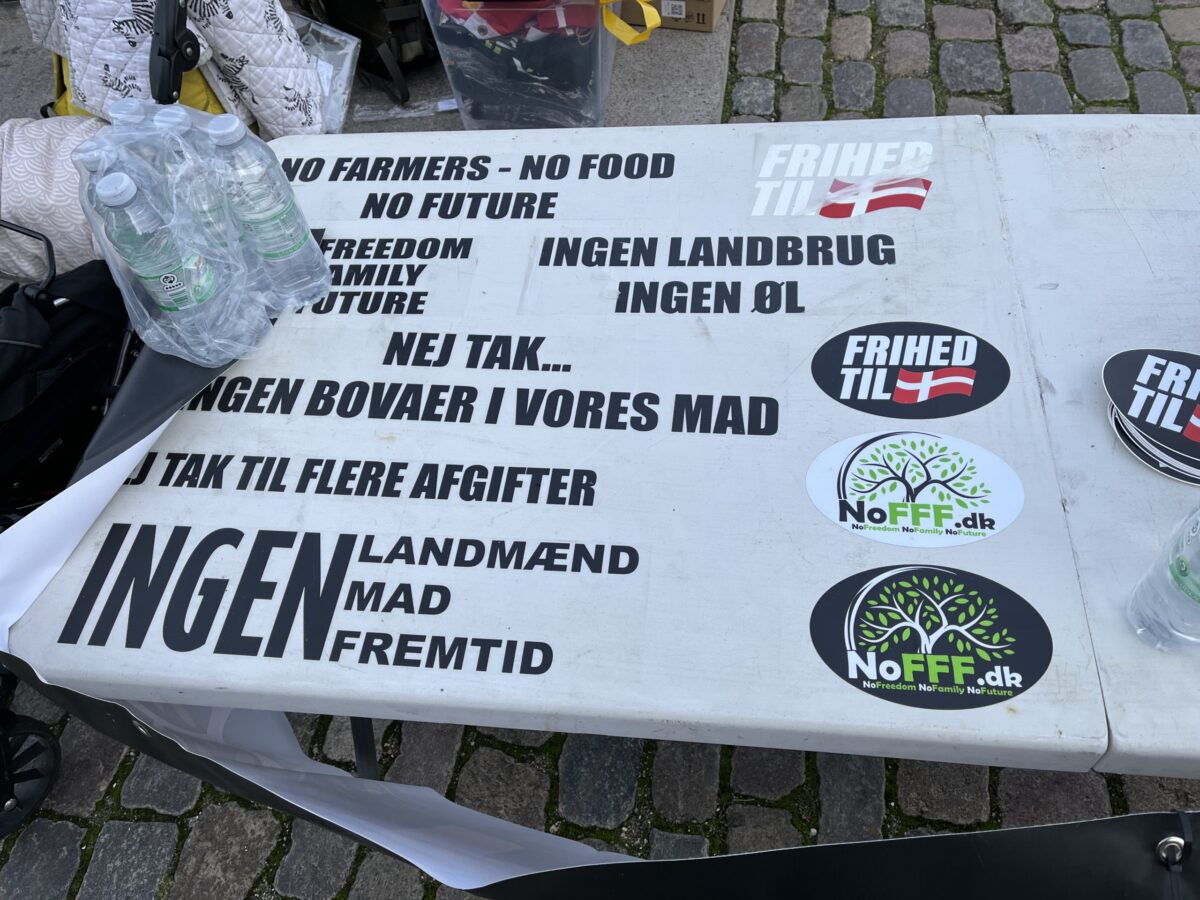 NO FARMERS - NO FOOD
NO FUTURE
FRIHED
TIL
FREEDOM
AMILY
UTURE
INGEN LANDBRUG
INGEN ØL
NEJ TAK...
INGEN BOVAER I VORES MAD
FRIHED
TIL
FRI
TIL
J TAK TIL FLERE AFGIFTER
NoFFF.dk
NoFreedom NoFamily NoFuture
INGEN
LANDMÆND
MAD
FREMTID
NoFFF.dk
NoFreedom NoFamily NoFuture
11